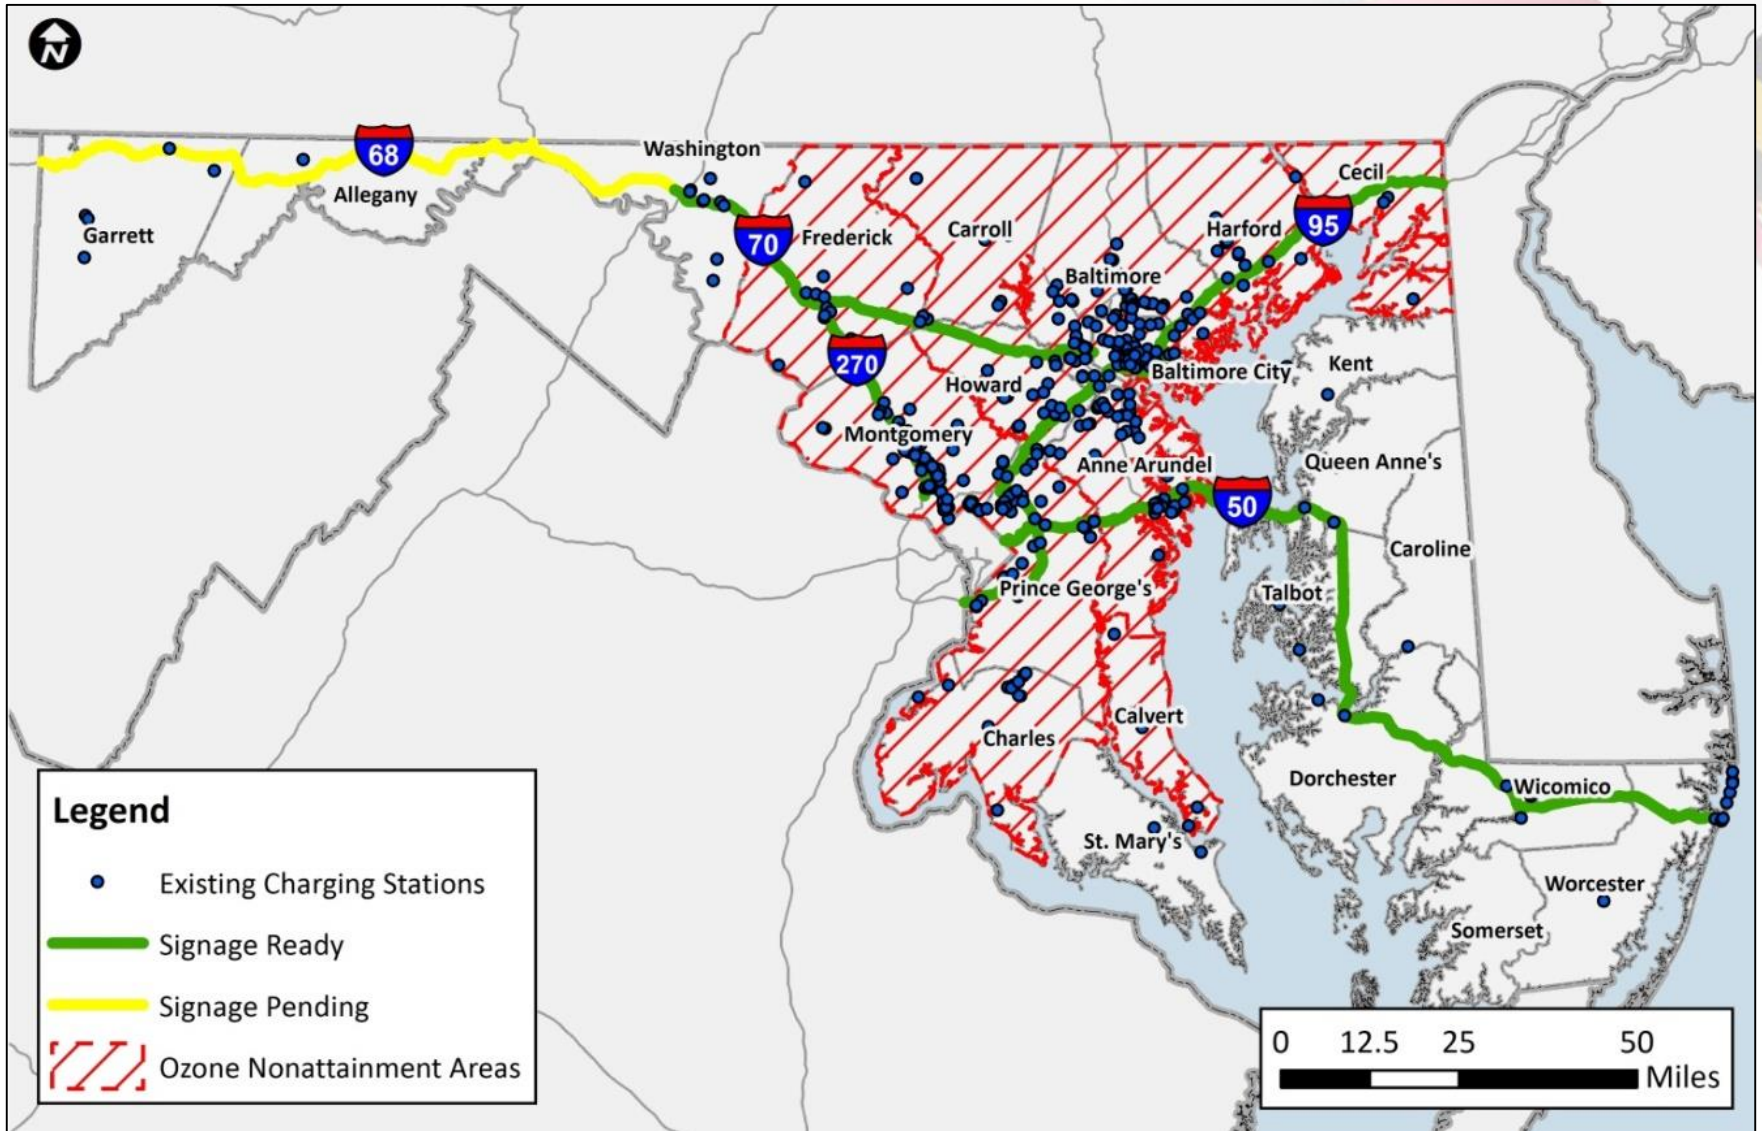 N
68
Washington
Cecil
Allegany
Garrett
70
Frederick
Carroll
Harford
95
Baltimore
270
Howard
Baltimore City
Kent
Montgomery
Anne Arundel
Queen Anne's
50
Caroline
Prince George's
Talbot
Calvert
Charles
Dorchester
Wicomico
St. Mary's
Worcester
Somerset
Legend
Existing Charging Stations
Signage Ready
Signage Pending
Ozone Nonattainment Areas
0 12.5 25 50
Miles